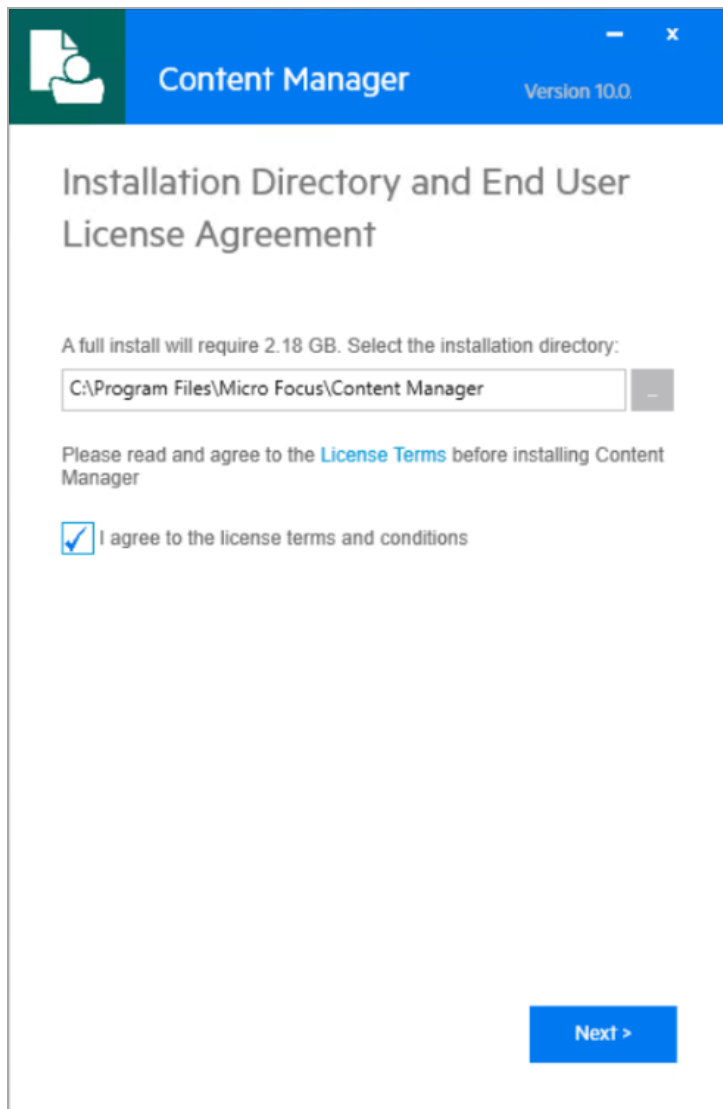 Content Manager
Version 10.0.
Installation Directory and End User
License Agreement
A full install will require 2.18 GB. Select the installation directory:
C:\Program Files\Micro Focus\Content Manager
...
Please read and agree to the License Terms before installing Content
Manager
I agree to the license terms and conditions
Next >